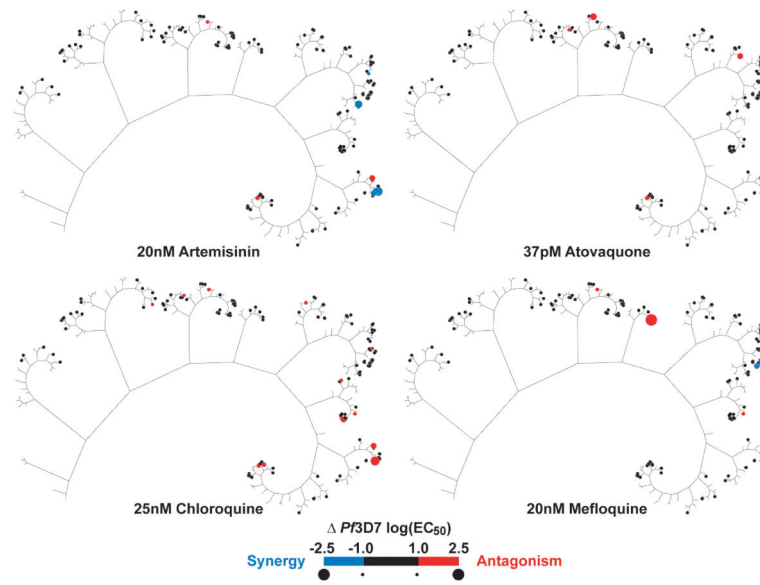 20nM Artemisinin
37pM Atovaquone
25nM Chloroquine
20nM Mefloquine
Δ Pf3D7 log(EC50)
-2.5 -1.0 1.0 2.5
Synergy Antagonism